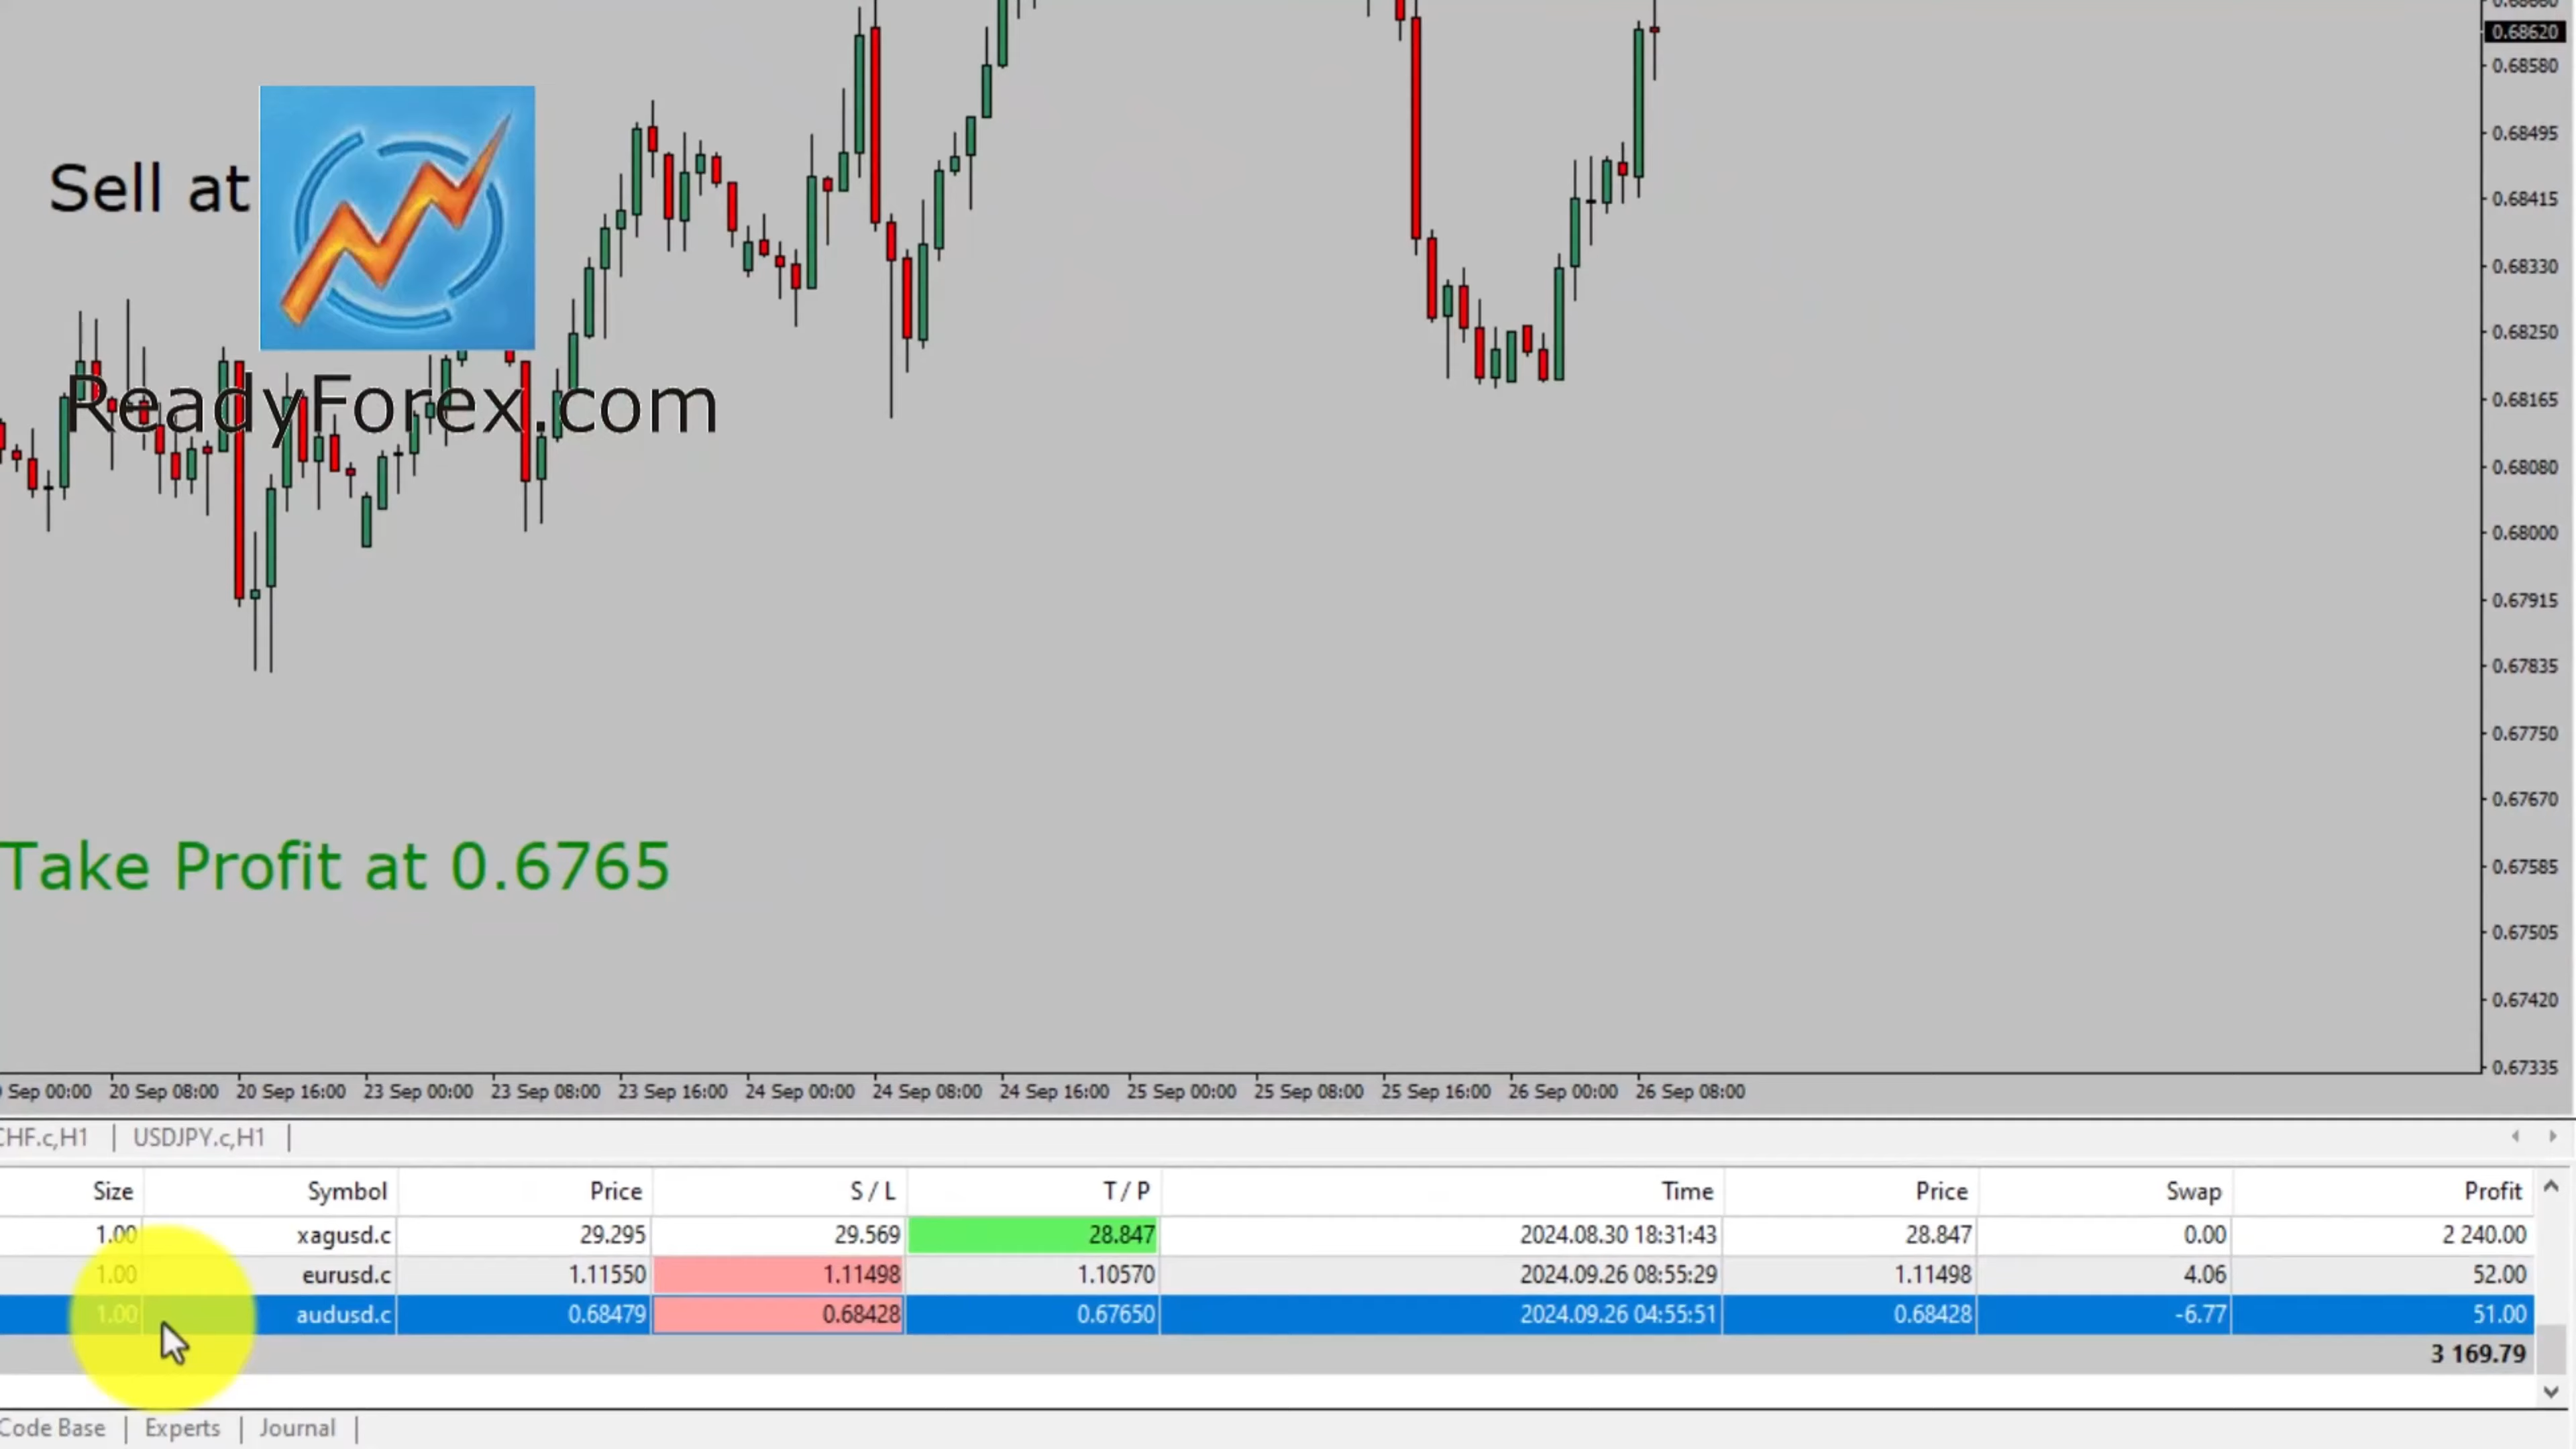 0.68620
0.68580
0.68495
Sell at
0.68415
0.68330
0.68250
ReadyForex.com
0.68165
0.68080
0.68000
0.67915
0.67835
0.67750
0.67670
Take Profit at 0.6765
0.67585
0.67505
0.67420
0.67335
Sep 00:00 20 Sep 08:00 20 Sep 16:00 23 Sep 00:00 23 Sep 08:00 23 Sep 16:00 24 Sep 00:00 24 Sep 08:00 24 Sep 16:00 25 Sep 00:00 25 Sep 08:00 25 Sep 16:00 26 Sep 00:00 26 Sep 08:00
CHF.c,H1 | USDJPY.c,H1 |
Size Symbol Price S / L T / P Time Price Swap Profit
1.00 xagusd.c 29.295 29.569 28.847 2024.08.30 18:31:43 28.847 0.00 2 240.00
1.00 eurusd.c 1.11550 1.11498 1.10570 2024.09.26 08:55:29 1.11498 4.06 52.00
1.00 audusd.c 0.68479 0.68428 0.67650 2024.09.26 04:55:51 0.68428 -6.77 51.00
3 169.79
Code Base | Experts | Journal |